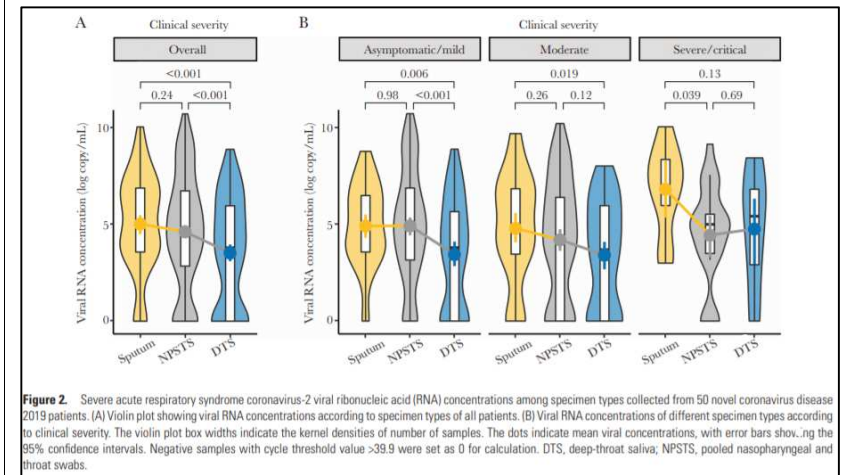 A
Clinical severity
Overall
<0.001
0.24
<0.001
Viral RNA concentration (log copy/mL)
10
5
0
Sputum
NPSTS
DTS
B
Clinical severity
Asymptomatic/mild
Moderate
Severe/critical
0.006
0.98
<0.001
0.019
0.26
0.12
0.13
0.039
0.69
Viral RNA concentration (log copy/mL)
10
5
0
Sputum
NPSTS
DTS
Sputum
NPSTS
DTS
Sputum
NPSTS
DTS
Figure 2. Severe acute respiratory syndrome coronavirus-2 viral ribonucleic acid (RNA) concentrations among specimen types collected from 50 novel coronavirus disease
2019 patients. (A) Violin plot showing viral RNA concentrations according to specimen types of all patients. (B) Viral RNA concentrations of different specimen types according
to clinical severity. The violin plot box widths indicate the kernel densities of number of samples. The dots indicate mean viral concentrations, with error bars showing the
95% confidence intervals. Negative samples with cycle threshold value >39.9 were set as 0 for calculation. DTS, deep-throat saliva; NPSTS, pooled nasopharyngeal and
throat swabs.